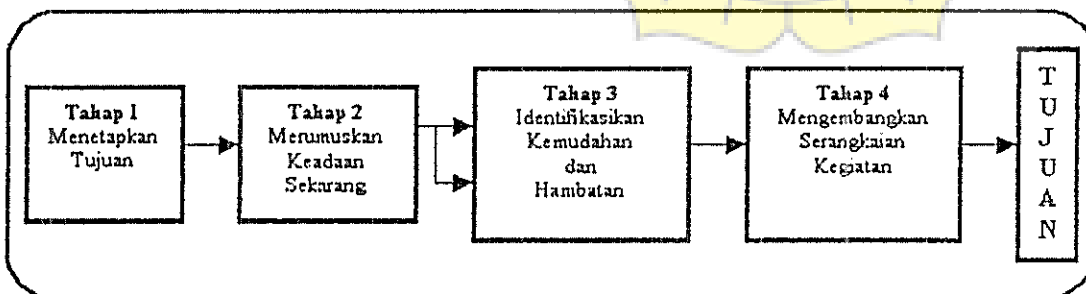 Tahap 1
Menetapkan
Tujuan
Tahap 2
Merumuskan
Keadaan
Sekarang
Tahap 3
Identifikasikan
Kemudahan
dan
Hambatan
Tahap 4
Mengembangkan
Serangkaian
Kegiatan
T
U
J
U
A
N